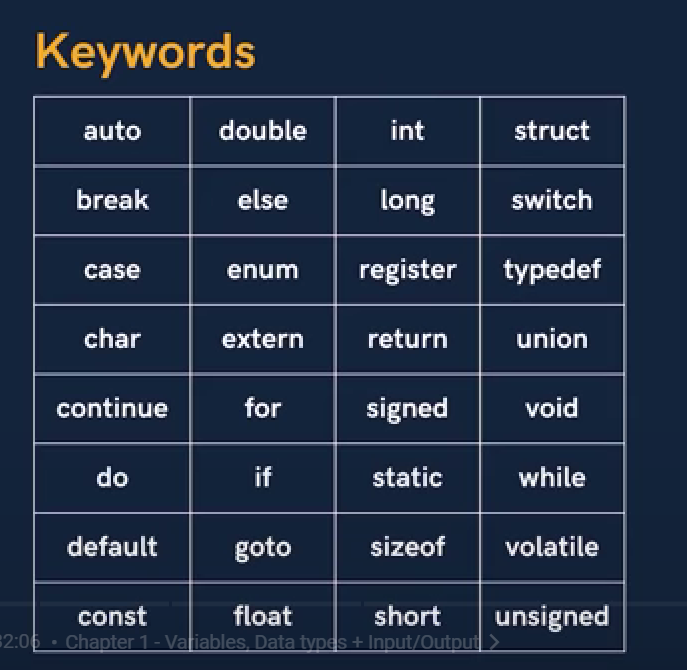 Keywords
auto double int struct
break else long switch
case enum register typedef
char extern return union
continue for signed void
do if static while
default goto sizeof volatile
const float short unsigned
32:06 • Chapter 1 - Variables, Data types + Input/Output >